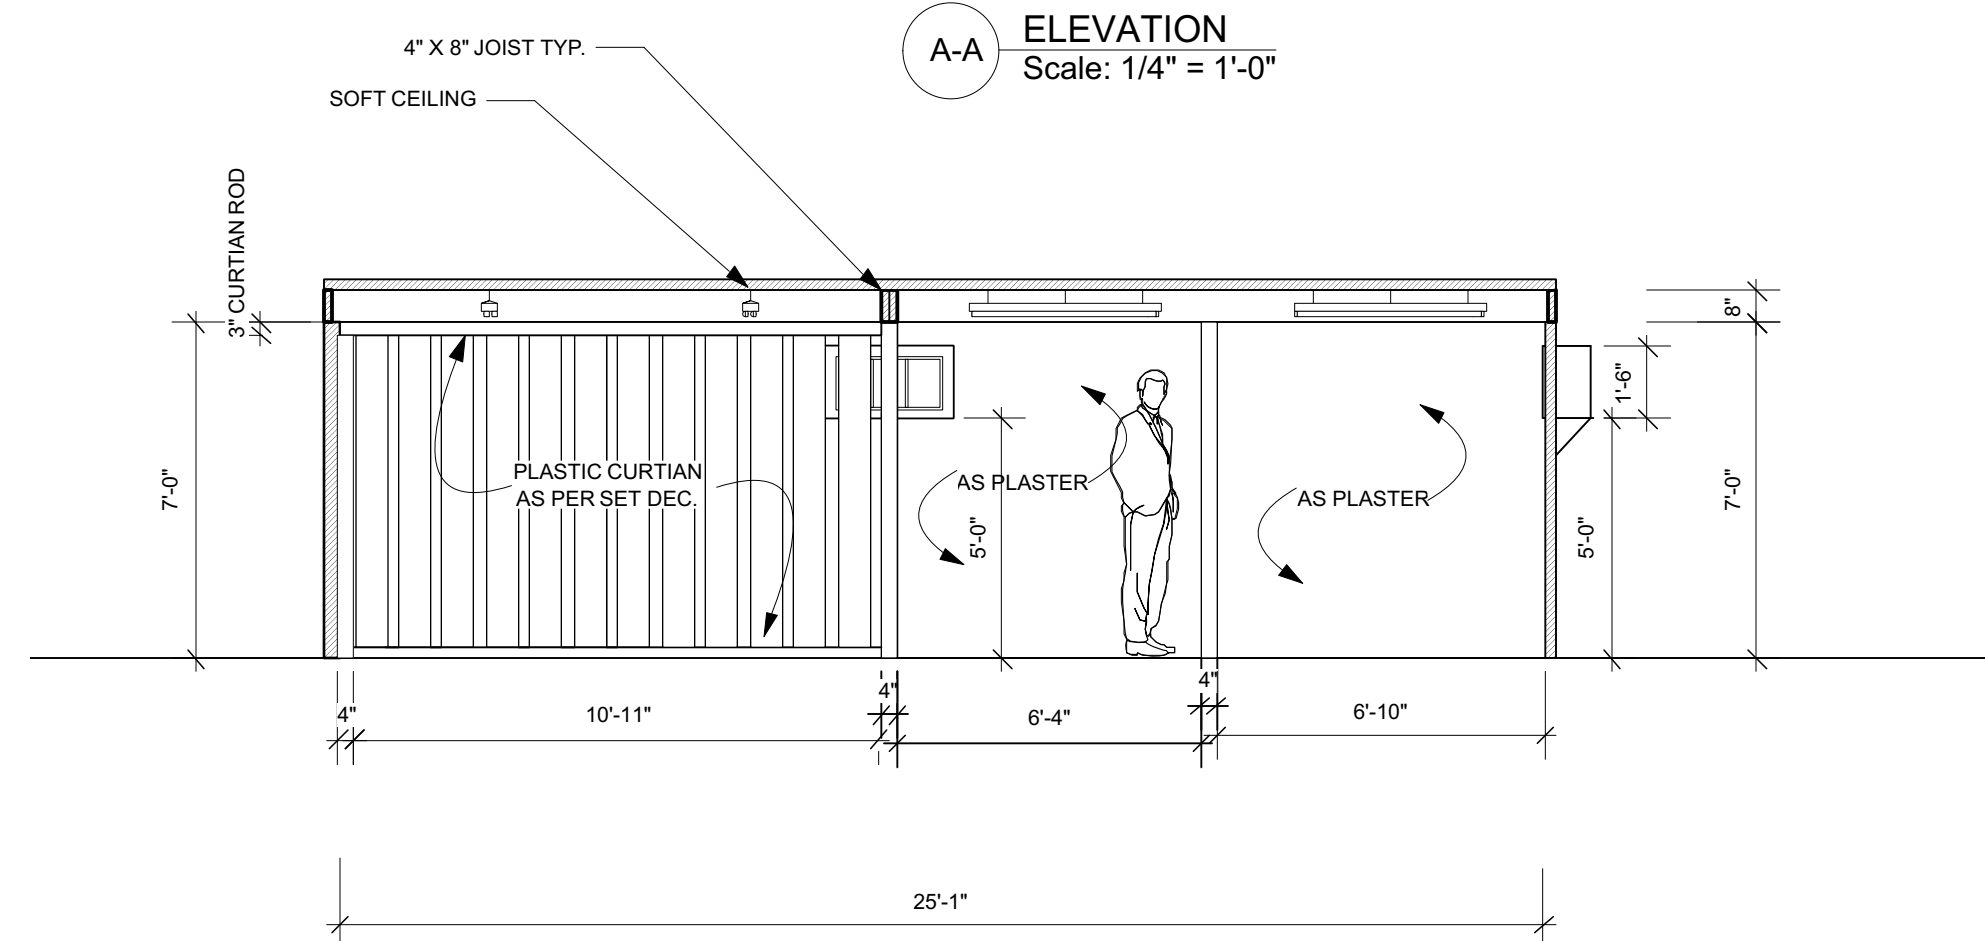 A-A
ELEVATION
Scale: 1/4" = 1'-0"
4" X 8" JOIST TYP.
SOFT CEILING
3" CURTIAN ROD
8"
1'-6"
7'-0"
PLASTIC CURTIAN
AS PER SET DEC.
AS PLASTER
5'-0"
AS PLASTER
5'-0"
7'-0"
4"
10'-11"
4"
6'-4"
4"
6'-10"
25'-1"